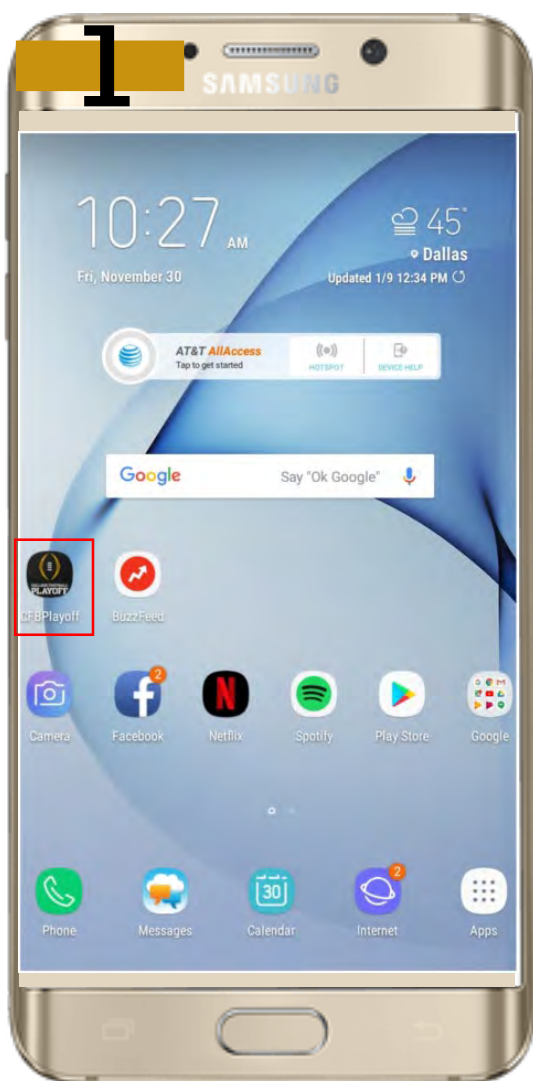 1
SAMSUNG
10:27 AM
45°
Dallas
Fri, November 30
Updated 1/9 12:34 PM
AT&T AllAccess
Tap to get started
HOTSPOT
DEVICE HELP
Google
Say "Ok Google"
COLLEGE FOOTBALL
PLAYOFF
CFBPlayoff
BuzzFeed
2
Camera
Facebook
Netflix
Spotify
Play Store
Google
30
2
Phone
Messages
Calendar
Internet
Apps